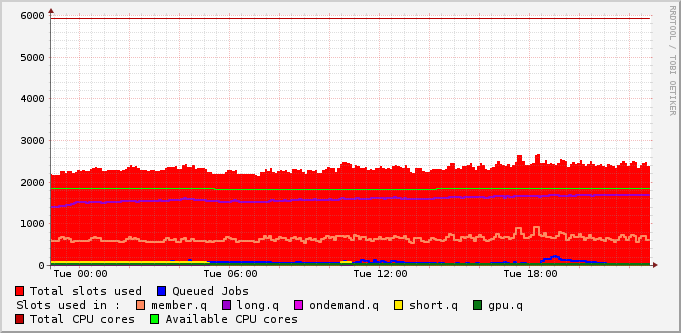 RRDTOOL / TOBI OETIKER
6000
5000
4000
3000
2000
1000
0
Tue 00:00 Tue 06:00 Tue 12:00 Tue 18:00
Total slots used Queued Jobs
Slots used in : member.q long.q ondemand.q short.q gpu.q
Total CPU cores Available CPU cores